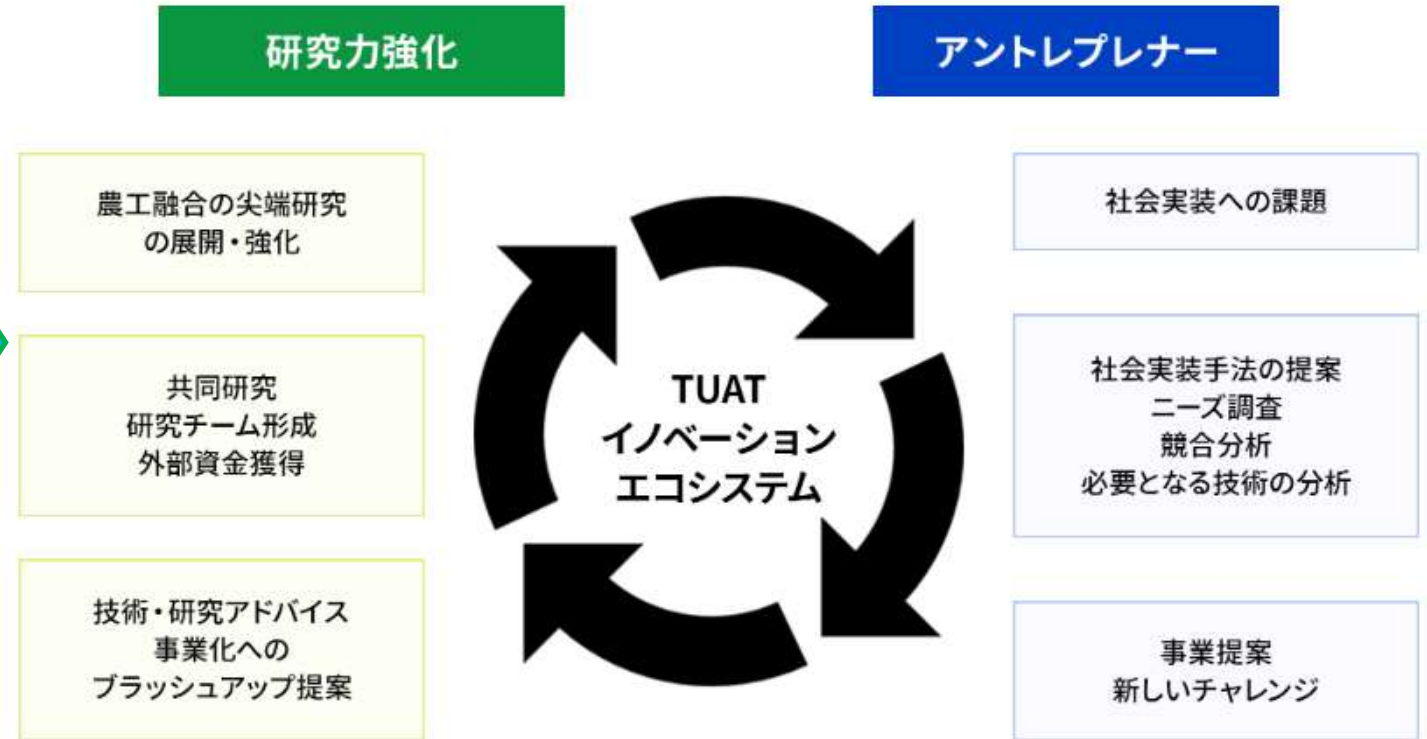 研究力強化
アントレプレナー
農工融合の尖端研究
の展開・強化
共同研究
研究チーム形成
外部資金獲得
技術・研究アドバイス
事業化への
ブラッシュアップ提案
TUAT
イノベーション
エコシステム
社会実装への課題
社会実装手法の提案
ニーズ調査
競合分析
必要となる技術の分析
事業提案
新しいチャレンジ